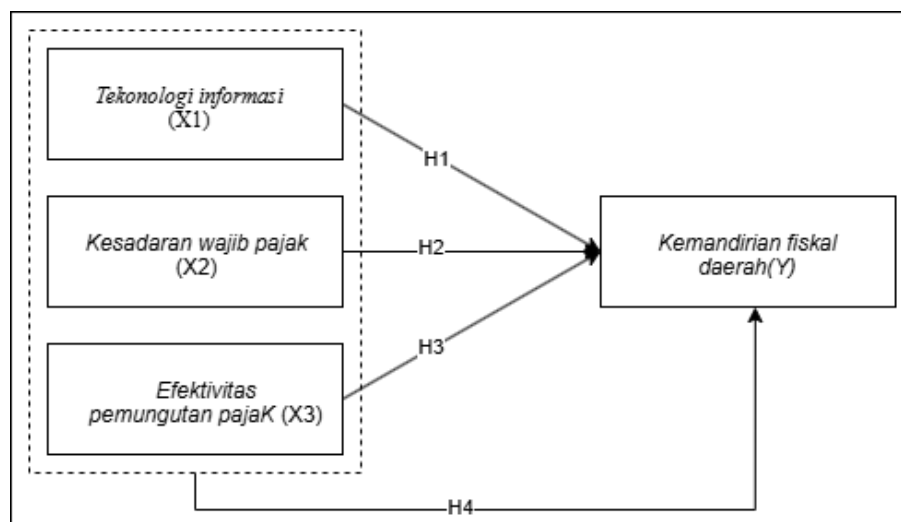 Tekonologi informasi
(X1)
H1
Kesadaran wajib pajak
(X2)
H2
Kemandirian fiskal
daerah(Y)
H3
Efektivitas
pemungutan pajaK (X3)
H4